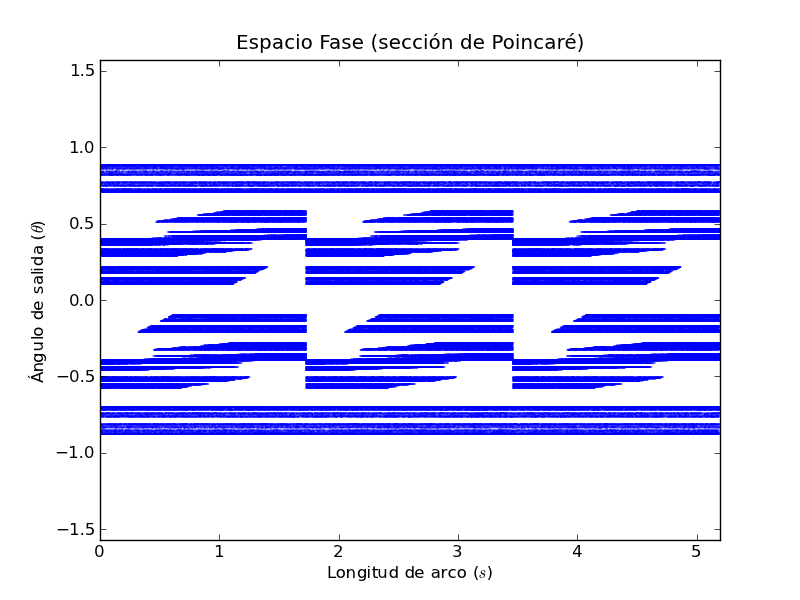 Espacio Fase (sección de Poincaré)
1.5
1.0
0.5
0.0
−0.5
−1.0
−1.5
Ángulo de salida (θ)
0 1 2 3 4 5
Longitud de arco (s)